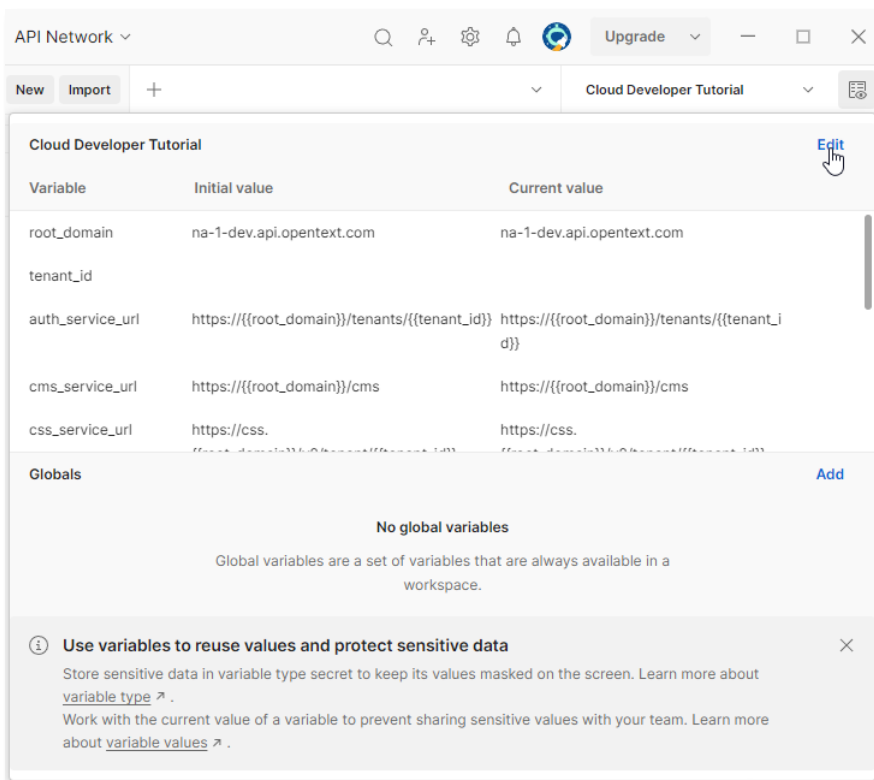 API Network
Upgrade
New Import
Cloud Developer Tutorial
Cloud Developer Tutorial
Edit
Variable Initial value Current value
root_domain na-1-dev.api.opentext.com na-1-dev.api.opentext.com
tenant_id
auth_service_url https://{{root_domain}}/tenants/{{tenant_id}} https://{{root_domain}}/tenants/{{tenant_i
d}}
cms_service_url https://{{root_domain}}/cms https://{{root_domain}}/cms
css_service_url https://css. https://css.
Globals
Add
No global variables
Global variables are a set of variables that are always available in a
workspace.
Use variables to reuse values and protect sensitive data
Store sensitive data in variable type secret to keep its values masked on the screen. Learn more about
variable type ↗ .
Work with the current value of a variable to prevent sharing sensitive values with your team. Learn more
about variable values ↗ .